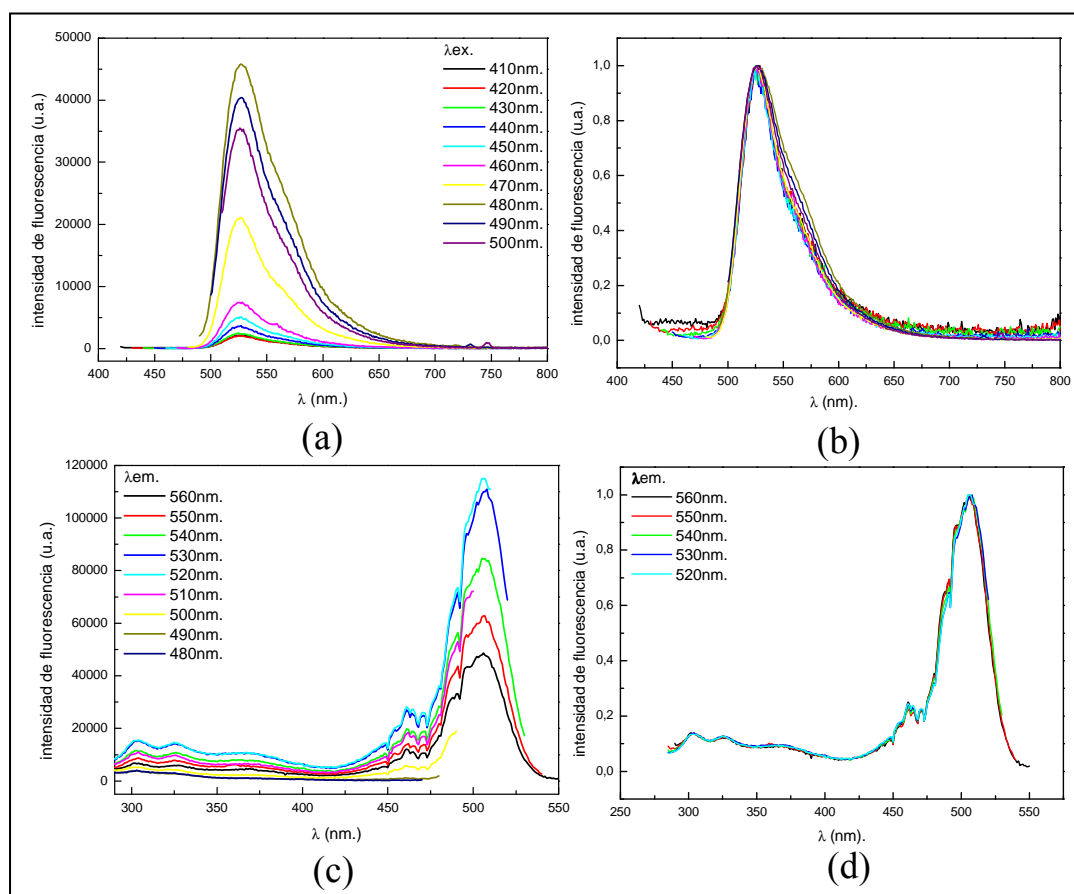 50000
40000
30000
20000
10000
0
intensidad de fluorescencia (u.a.)
400 450 500 550 600 650 700 750 800
λ (nm.)
λex.
410nm.
420nm.
430nm.
440nm.
450nm.
460nm.
470nm.
480nm.
490nm.
500nm.
(a)
1,0
0,8
0,6
0,4
0,2
0,0
intensidad de fluorescencia (u.a.)
400 450 500 550 600 650 700 750 800
λ (nm).
(b)
120000
100000
80000
60000
40000
20000
0
intensidad de fluorescencia (u.a.)
300 350 400 450 500 550
λ (nm.)
λem.
560nm.
550nm.
540nm.
530nm.
520nm.
510nm.
500nm.
490nm.
480nm.
(c)
1,0
0,8
0,6
0,4
0,2
0,0
intensidad de fluorescencia (u.a.)
250 300 350 400 450 500 550
λ (nm).
λem.
560nm.
550nm.
540nm.
530nm.
520nm.
(d)